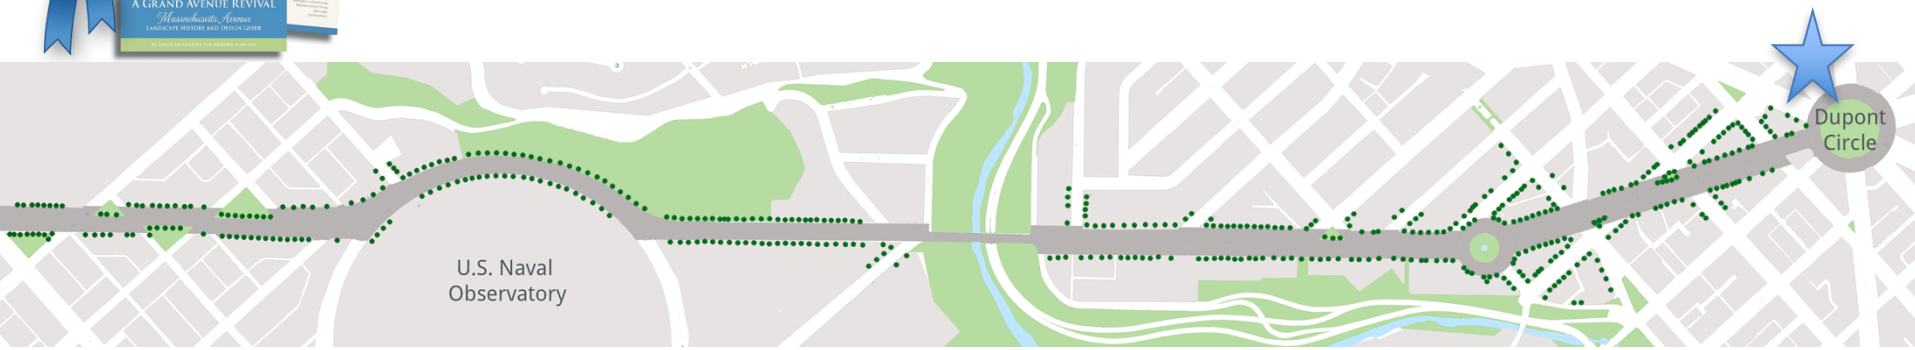 A GRAND AVENUE REVIVAL
Massachusetts Avenue
LANDSCAPE HISTORY AND DESIGN GUIDE
Dupont
Circle
U.S. Naval
Observatory